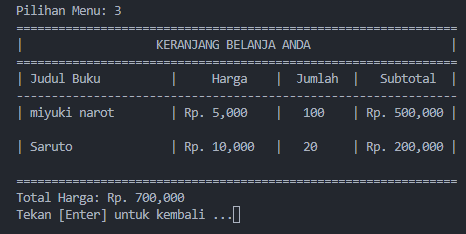 Pilihan Menu: 3
===============================================================
|                   KERANJANG BELANJA ANDA                    |
===============================================================
| Judul Buku          |     Harga    |  Jumlah  |   Subtotal   |
---------------------------------------------------------------
| miyuki narot        | Rp. 5,000    |   100    | Rp. 500,000  |
| Saruto              | Rp. 10,000   |   20     | Rp. 200,000  |
===============================================================
Total Harga: Rp. 700,000
Tekan [Enter] untuk kembali ...